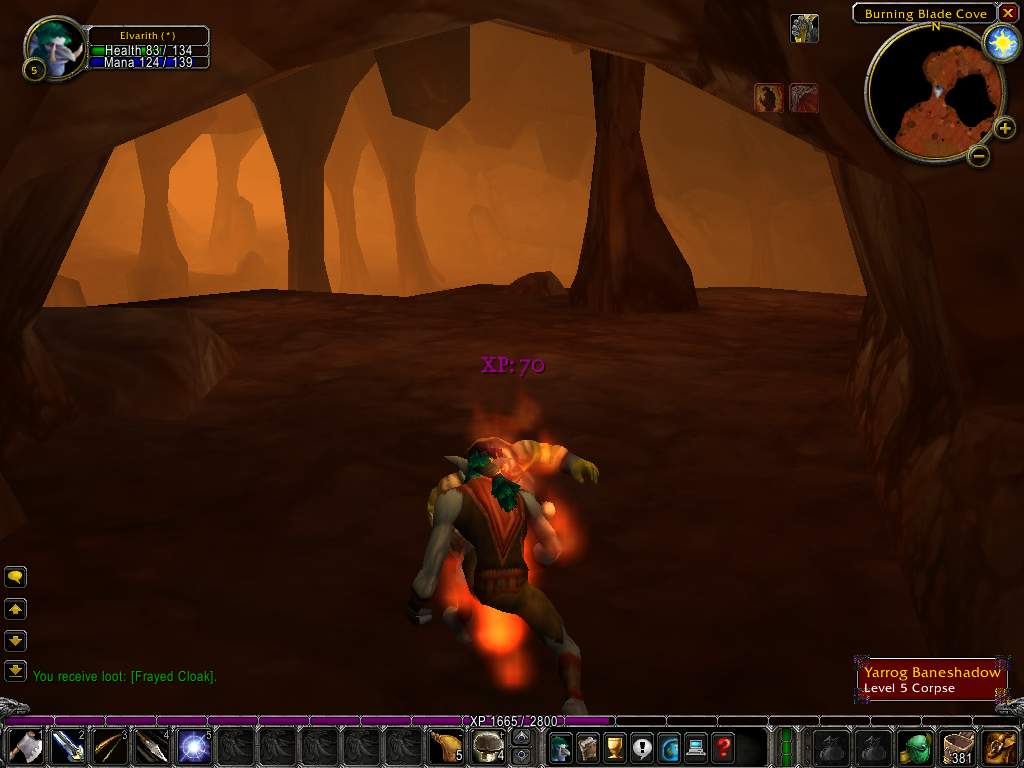 Elvarith (*)
Health 83 / 134
Mana 124 / 139
5
Burning Blade Cove
N
XP: 70
You receive loot: [Frayed Cloak].
Yarrog Baneshadow
Level 5 Corpse
XP 1665 / 2800
2
3
4
5
5
4
381